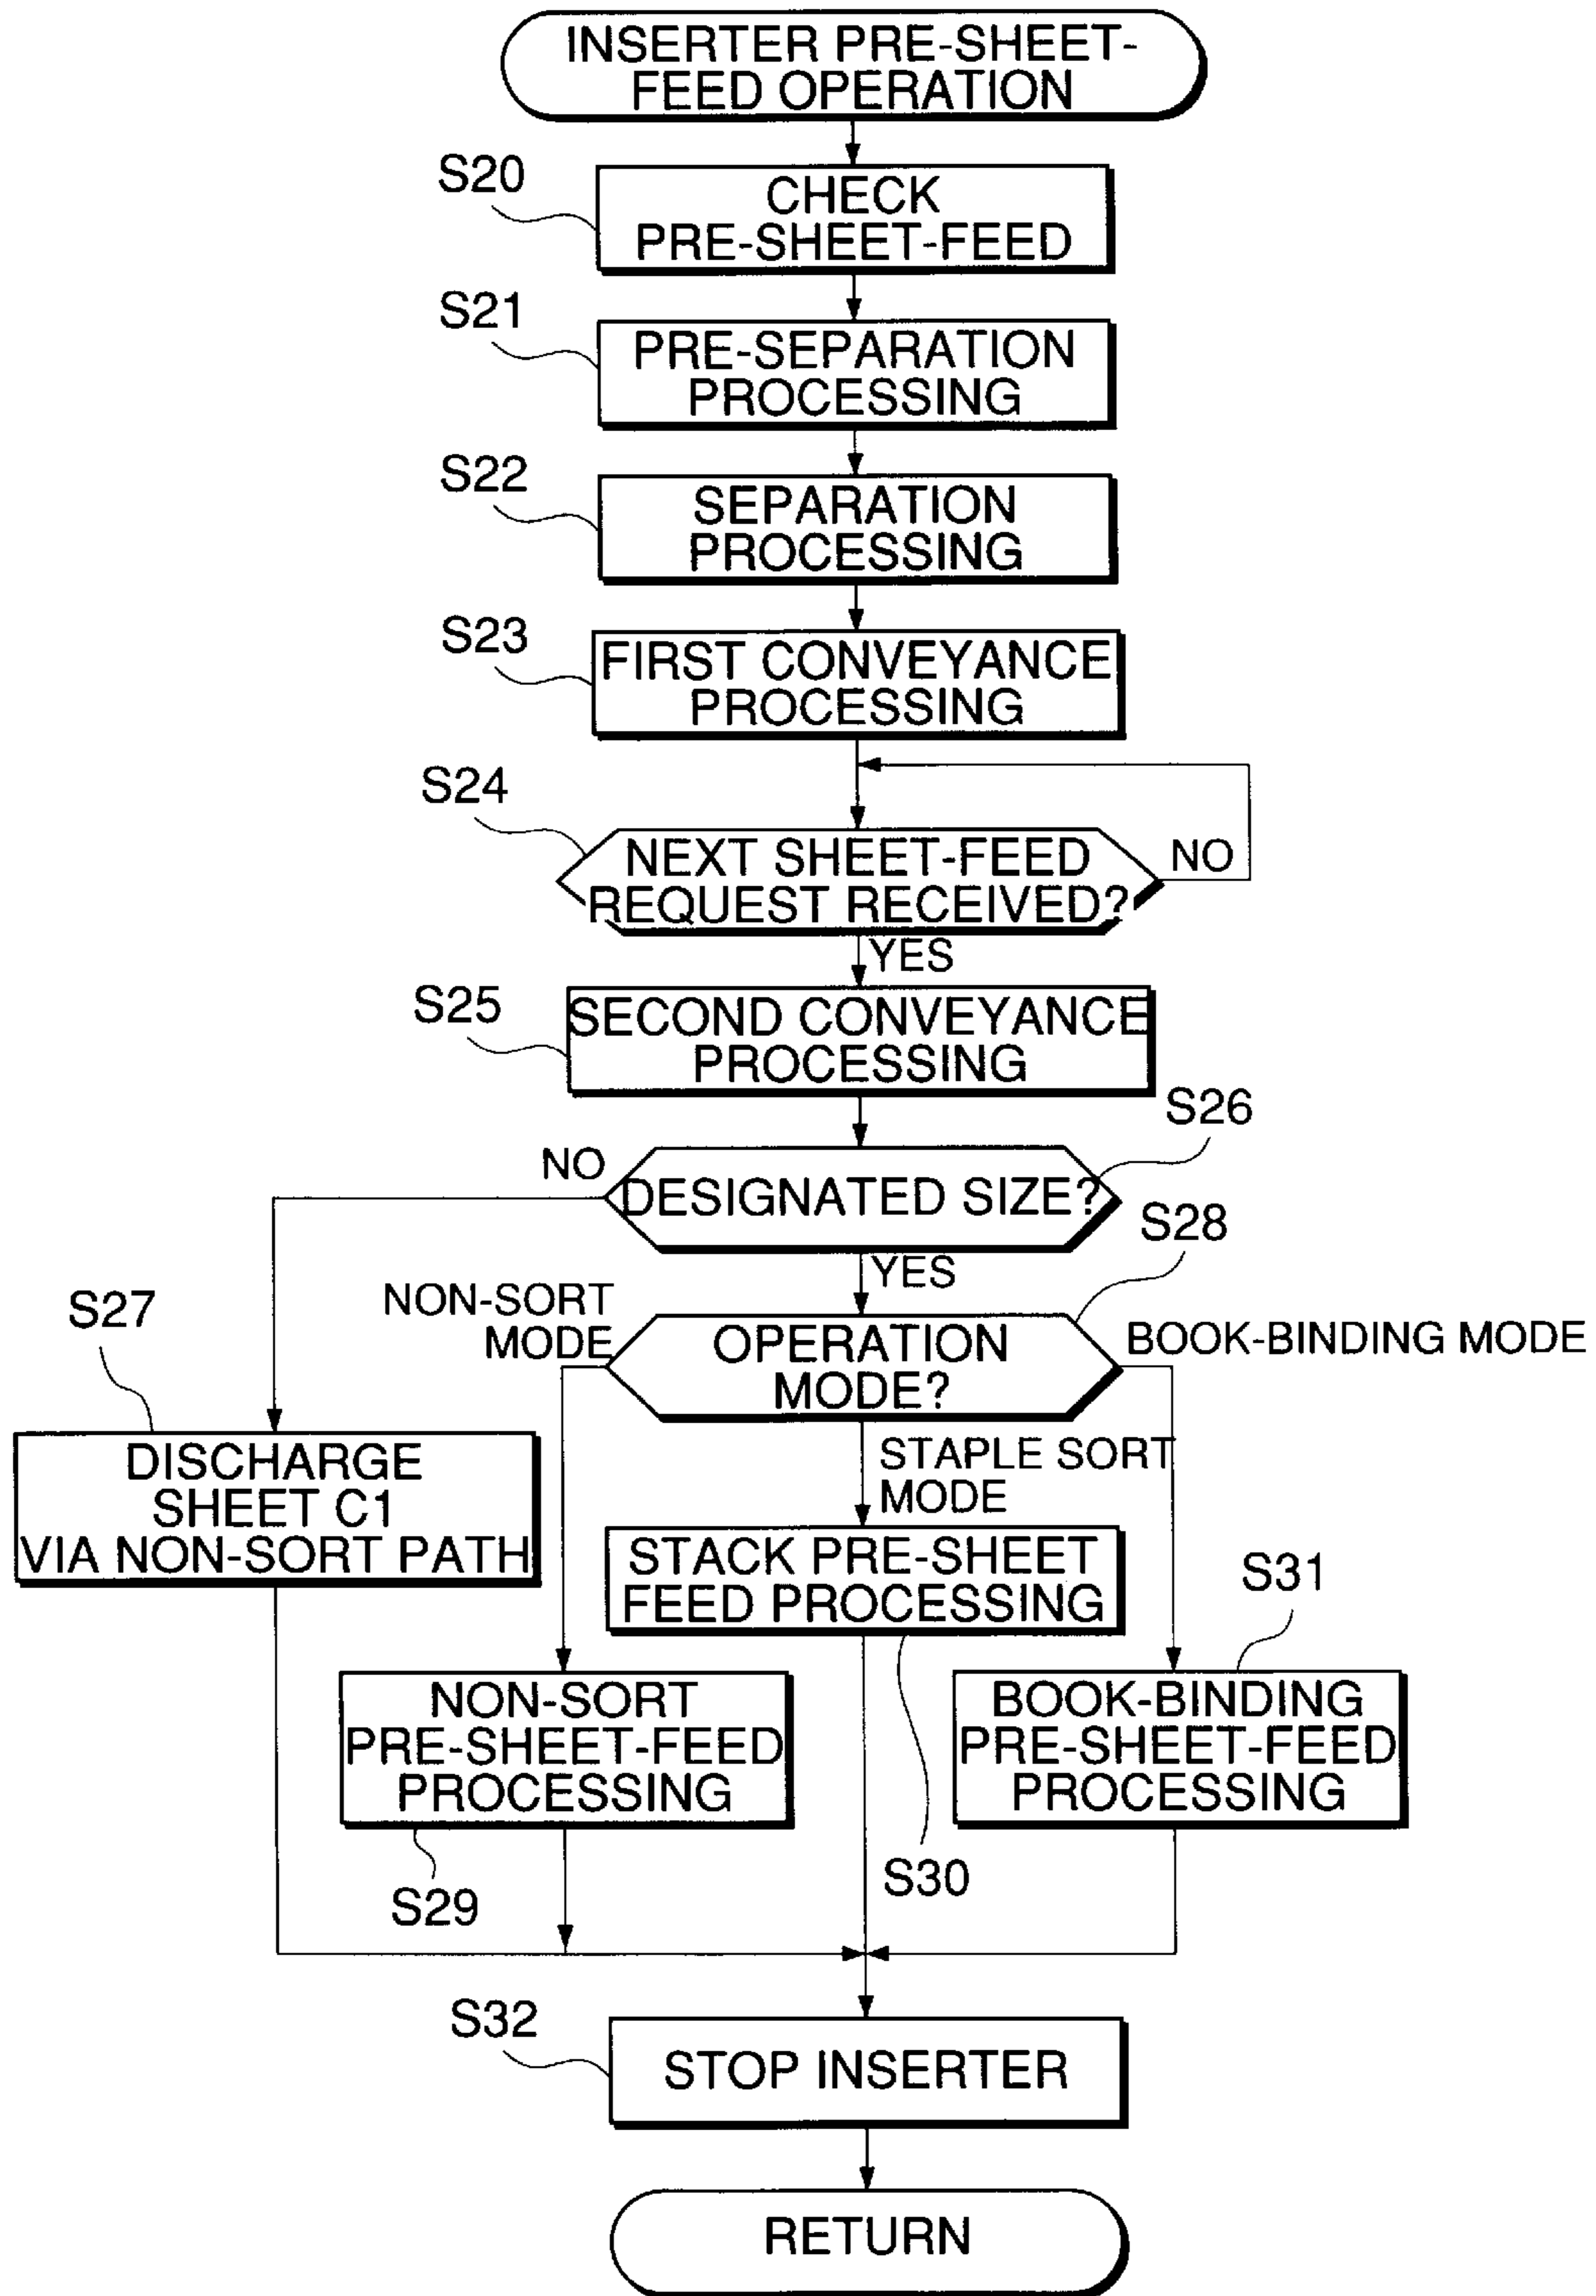 INSERTER PRE-SHEET-
FEED OPERATION
S20
CHECK
PRE-SHEET-FEED
S21
PRE-SEPARATION
PROCESSING
S22
SEPARATION
PROCESSING
S23
FIRST CONVEYANCE
PROCESSING
S24
NEXT SHEET-FEED
REQUEST RECEIVED?
NO
YES
S25
SECOND CONVEYANCE
PROCESSING
S26
NO
DESIGNATED SIZE?
YES
S28
NON-SORT
MODE
OPERATION
MODE?
BOOK-BINDING MODE
STAPLE SORT
MODE
S27
DISCHARGE
SHEET C1
VIA NON-SORT PATH
STACK PRE-SHEET
FEED PROCESSING
S30
S31
NON-SORT
PRE-SHEET-FEED
PROCESSING
S29
BOOK-BINDING
PRE-SHEET-FEED
PROCESSING
S32
STOP INSERTER
RETURN